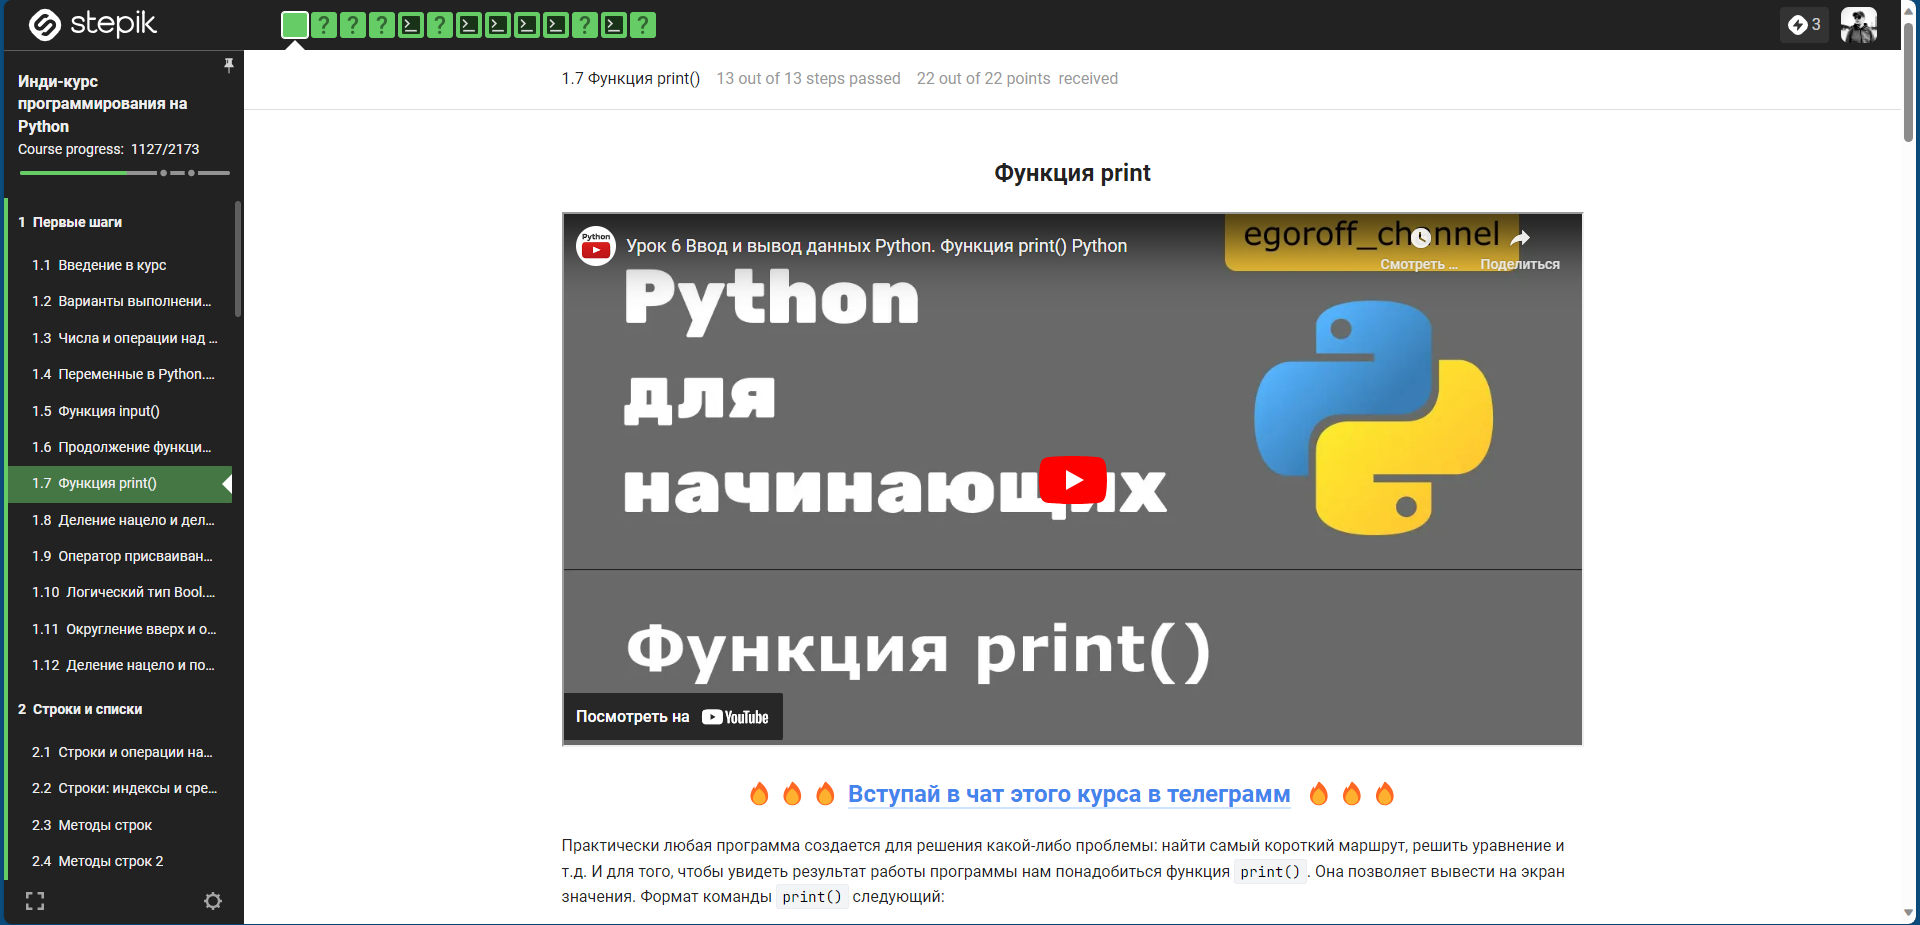 stepik
? ? ? ? ? ?
3
Инди-курс
программирования на
Python
Course progress: 1127/2173
1 Первые шаги
1.1 Введение в курс
1.2 Варианты выполнени...
1.3 Числа и операции над ...
1.4 Переменные в Python....
1.5 Функция input()
1.6 Продолжение функци...
1.7 Функция print()
1.8 Деление нацело и дел...
1.9 Оператор присваиван...
1.10 Логический тип Bool....
1.11 Округление вверх и о...
1.12 Деление нацело и по...
2 Строки и списки
2.1 Строки и операции на...
2.2 Строки: индексы и сре...
2.3 Методы строк
2.4 Методы строк 2
1.7 Функция print() 13 out of 13 steps passed 22 out of 22 points received
Функция print
Python
Урок 6 Ввод и вывод данных Python. Функция print() Python
egoroff_channel
Смотреть ... Поделиться
Python
для
начинающих
Функция print()
Посмотреть на YouTube
Вступай в чат этого курса в телеграмм
Практически любая программа создается для решения какой-либо проблемы: найти самый короткий маршрут, решить уравнение и
т.д. И для того, чтобы увидеть результат работы программы нам понадобиться функция print(). Она позволяет вывести на экран
значения. Формат команды print() следующий: